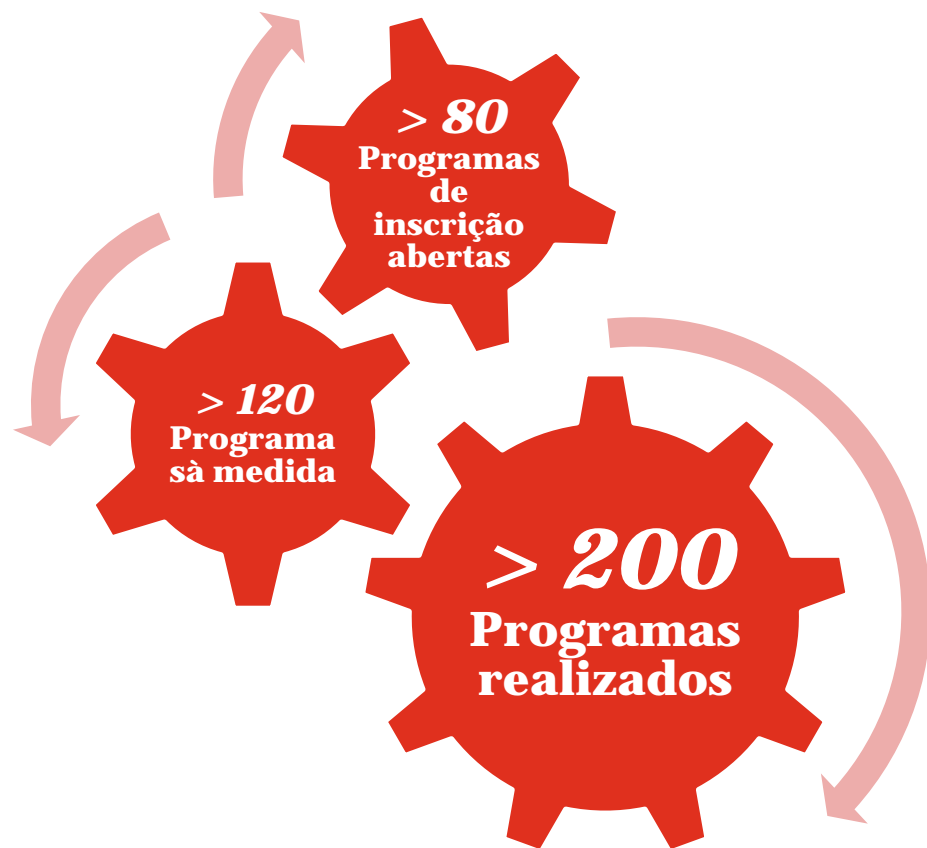 > 80
Programas
de
inscrição
abertas
> 120
Programa
sà medida
> 200
Programas
realizados